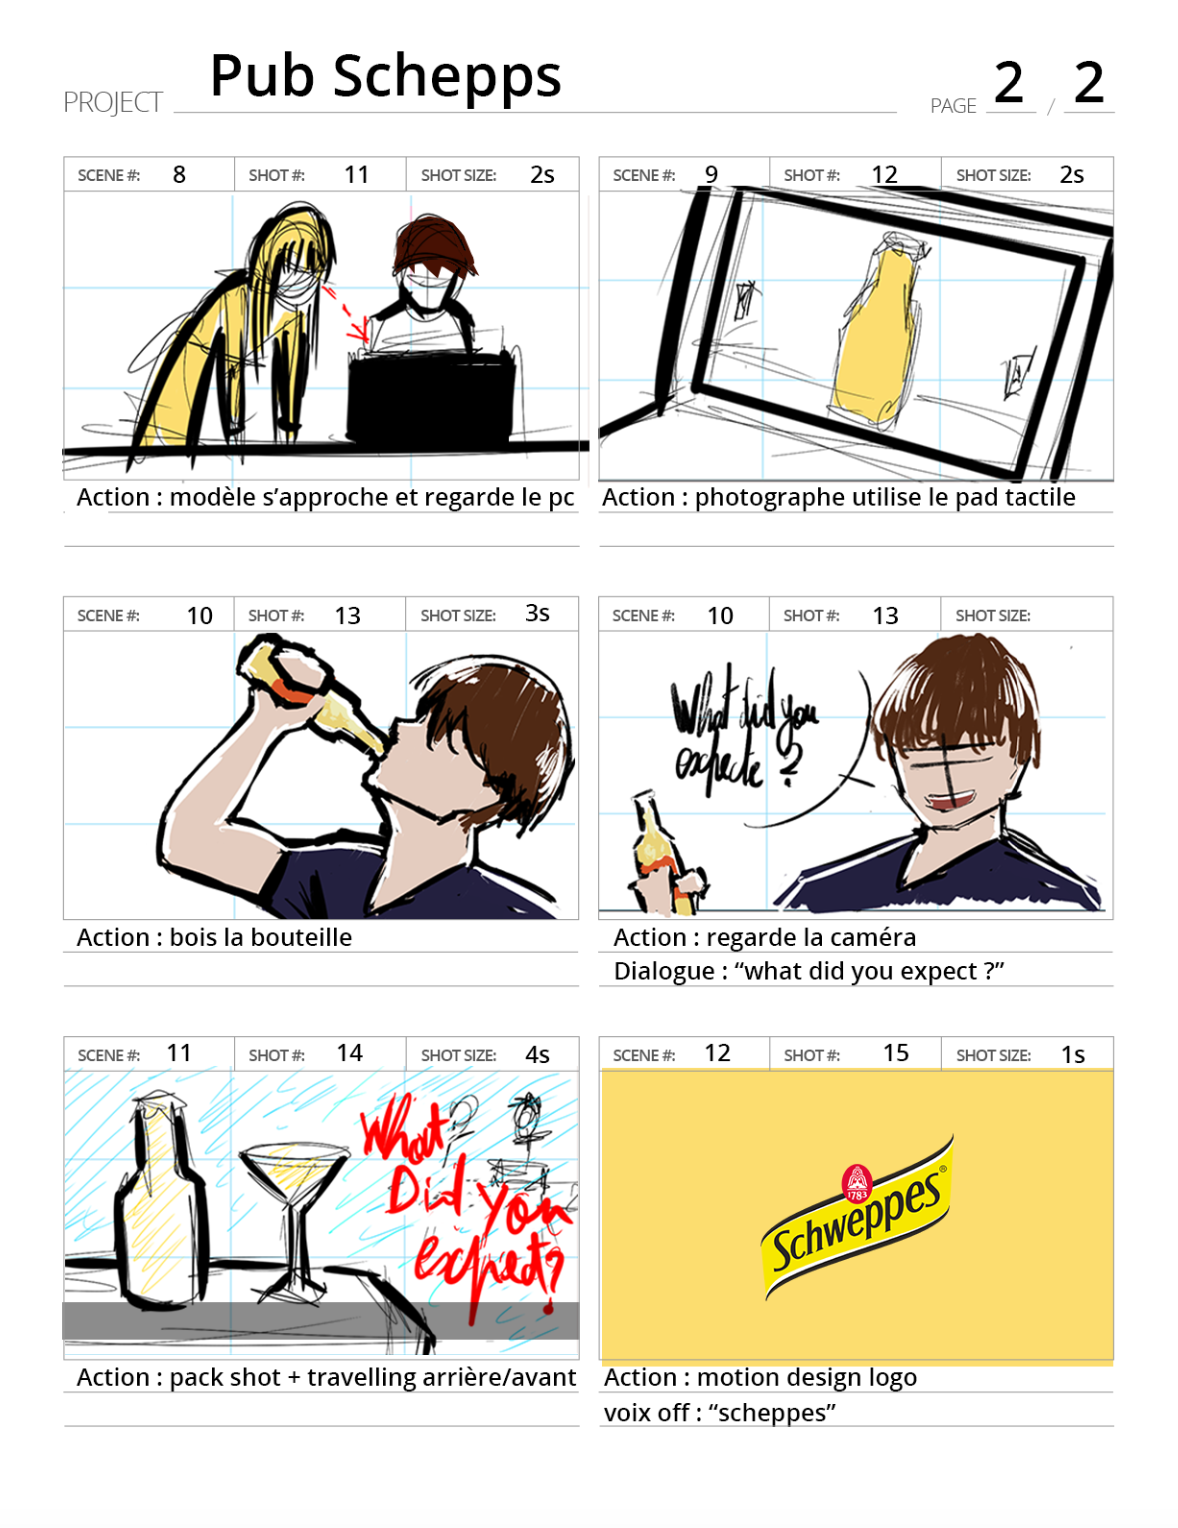 Pub Schepps
PROJECT
PAGE 2 / 2
SCENE #: 8 SHOT #: 11 SHOT SIZE: 2s
Action : modèle s’approche et regarde le pc
SCENE #: 9 SHOT #: 12 SHOT SIZE: 2s
Action : photographe utilise le pad tactile
SCENE #: 10 SHOT #: 13 SHOT SIZE: 3s
Action : bois la bouteille
SCENE #: 10 SHOT #: 13 SHOT SIZE:
What did you
expecte ?
Action : regarde la caméra
Dialogue : “what did you expect ?”
SCENE #: 11 SHOT #: 14 SHOT SIZE: 4s
What
Did you
expect?
Action : pack shot + travelling arrière/avant
SCENE #: 12 SHOT #: 15 SHOT SIZE: 1s
1783
Schweppes®
Action : motion design logo
voix off : “scheppes”